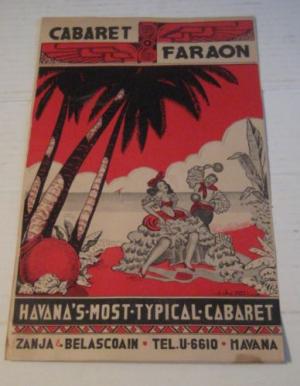 CABARET
FARAON
HAVANA'S·MOST·TYPICAL·CABARET
ZANJA & BELASCOAIN · TEL.U-6610 · HAVANA